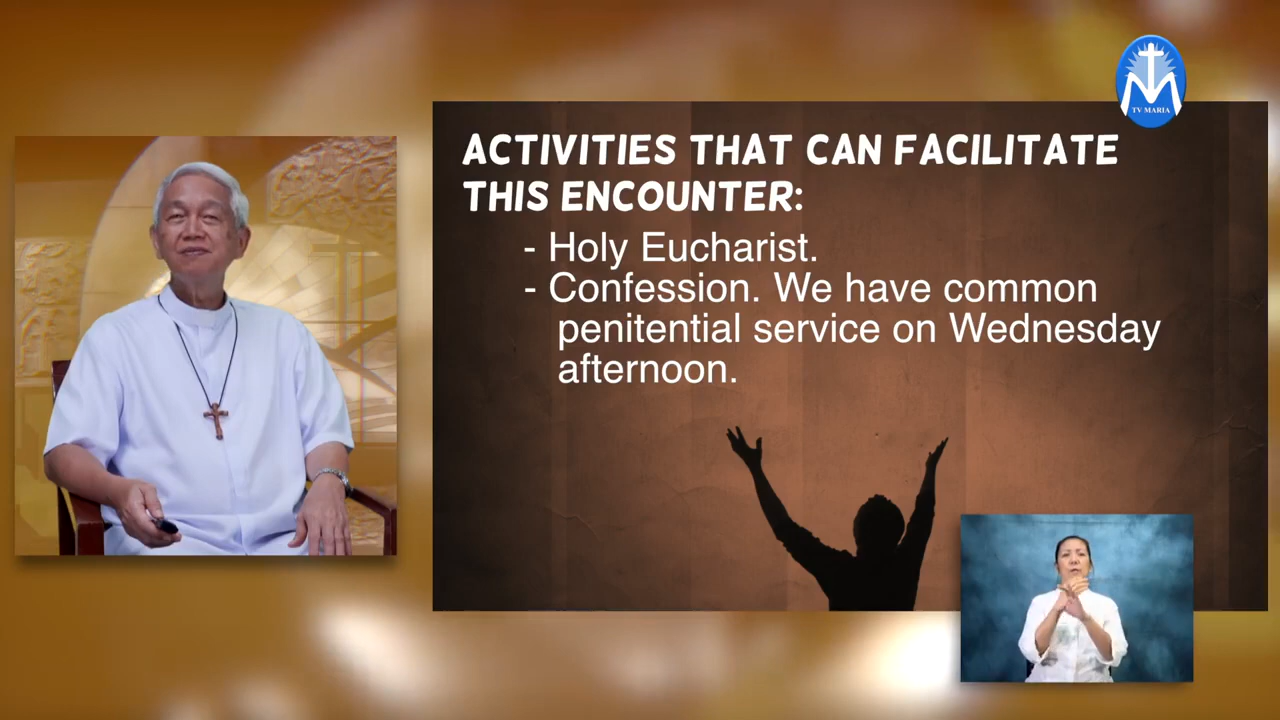 TV MARIA
ACTIVITIES THAT CAN FACILITATE
THIS ENCOUNTER:
- Holy Eucharist.
- Confession. We have common
penitential service on Wednesday
afternoon.